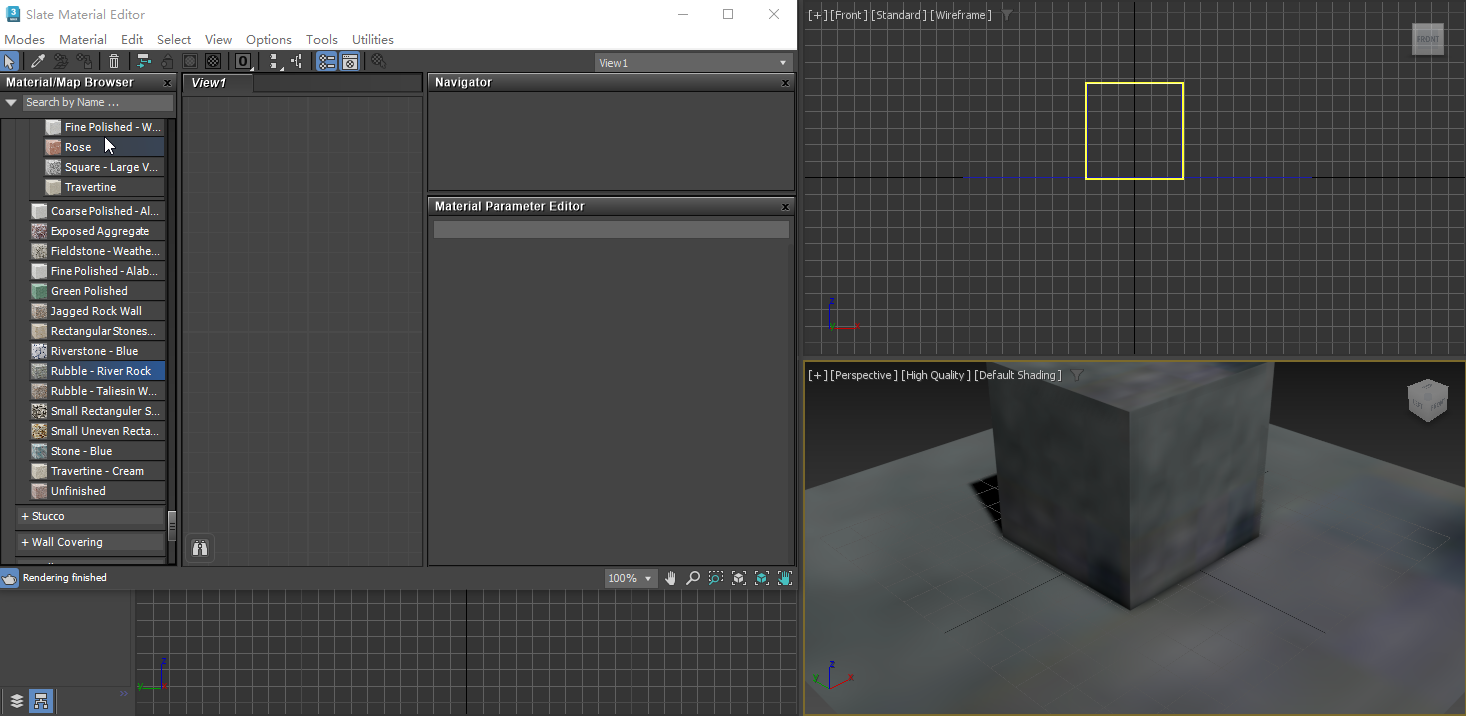 Slate Material Editor
Modes Material Edit Select View Options Tools Utilities
View1
Material/Map Browser x
View1
Navigator x
Search by Name ...
Fine Polished - W...
Rose
Square - Large V...
Travertine
Coarse Polished - Al...
Exposed Aggregate
Fieldstone - Weathe...
Fine Polished - Alab...
Green Polished
Jagged Rock Wall
Rectangular Stones...
Riverstone - Blue
Rubble - River Rock
Rubble - Taliesin W...
Small Rectanguler S...
Small Uneven Recta...
Stone - Blue
Travertine - Cream
Unfinished
+ Stucco
+ Wall Covering
Material Parameter Editor x
Rendering finished
100%
z
y
[+] [Front ] [Standard ] [Wireframe ]
FRONT
z
[+] [Perspective ] [High Quality ] [Default Shading ]
z
y
x